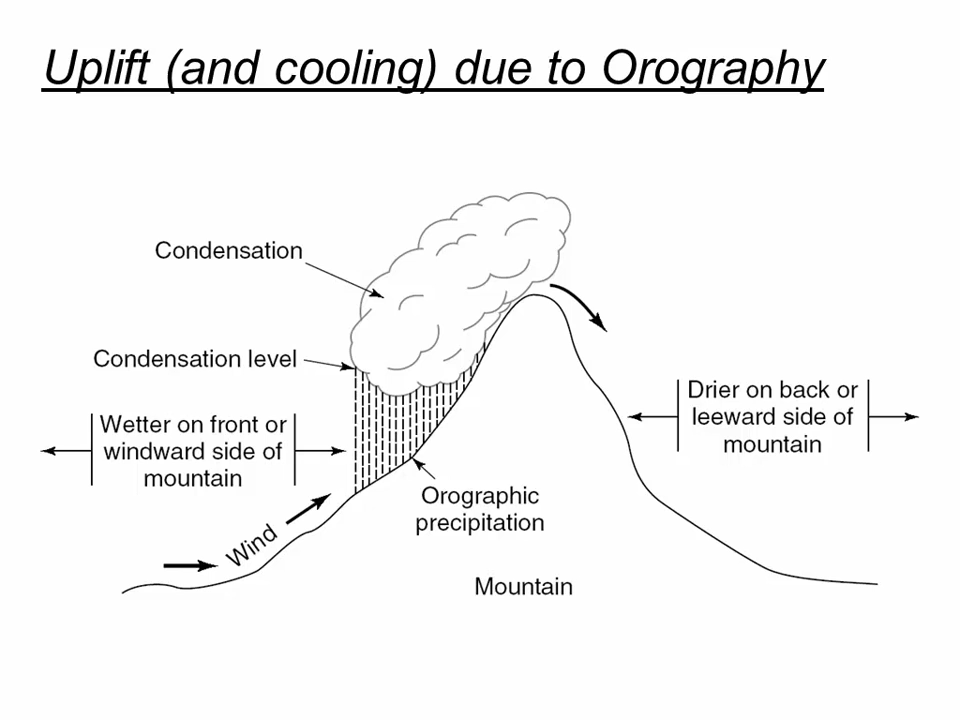 Uplift (and cooling) due to Orography
Condensation
Condensation level
Wetter on front or
windward side of
mountain
Drier on back or
leeward side of
mountain
Orographic
precipitation
Wind
Mountain